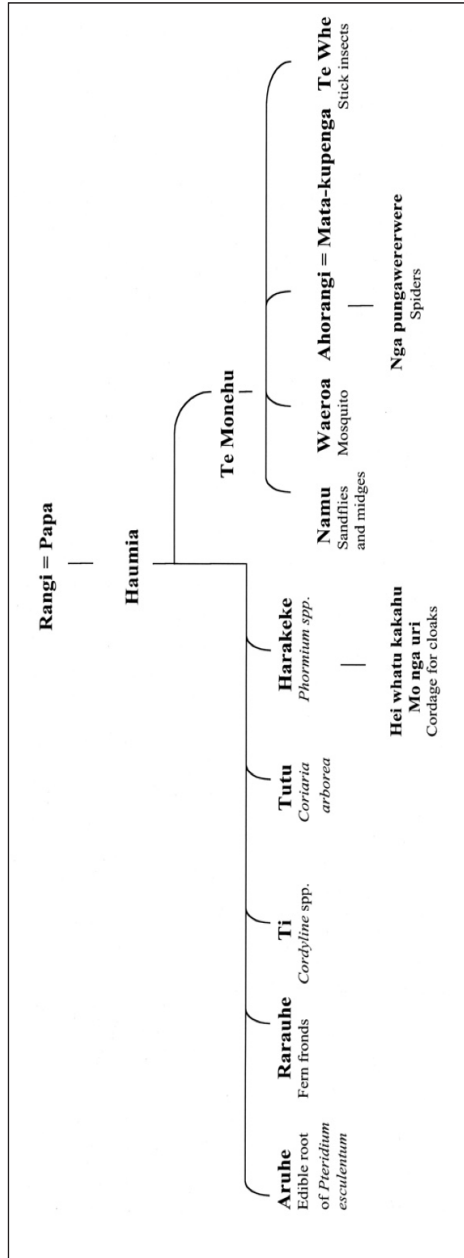 Rangi = Papa
Haumia
Te Monehu
Aruhe
Edible root
of Pteridium
esculentum
Rarauhe
Fern fronds
Ti
Cordyline spp.
Tutu
Coriaria
arborea
Harakeke
Phormium spp.
Hei whatu kakahu
Mo nga uri
Cordage for cloaks
Namu
Sandflies
and midges
Waeroa
Mosquito
Ahorangi = Mata-kupenga
Nga pungawererwere
Spiders
Te Whe
Stick insects